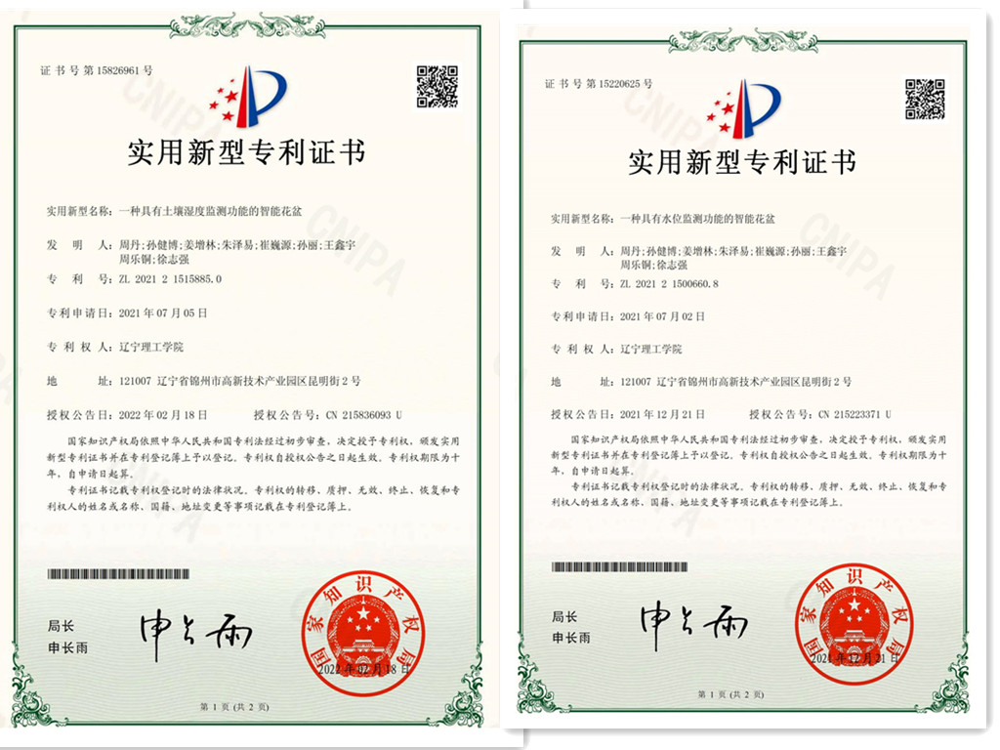 证书号第15826961号
实用新型专利证书
实用新型名称：一种具有土壤湿度监测功能的智能花盆
发明人：周丹;孙健博;姜增林;朱泽易;崔巍源;孙丽;王鑫宇
周乐铜;徐志强
专利号：ZL 2021 2 1515885.0
专利申请日：2021年07月05日
专利权人：辽宁理工学院
地址：121007 辽宁省锦州市高新技术产业园区昆明街2号
授权公告日：2022年02月18日 授权公告号：CN 215836093 U
国家知识产权局依照中华人民共和国专利法经过初步审查，决定授予专利权，颁发实用
新型专利证书并在专利登记簿上予以登记。专利权自授权公告之日起生效。专利权期限为十
年，自申请日起算。
专利证书记载专利权登记时的法律状况。专利权的转移、质押、无效、终止、恢复和专
利权人的姓名或名称、国籍、地址变更等事项记载在专利登记簿上。
局长
申长雨
申长雨
国家知识产权局
2022年02月18日
第 1 页 (共 2 页)
CNIPA
证书号第15220625号
实用新型专利证书
实用新型名称：一种具有水位监测功能的智能花盆
发明人：周丹;孙健博;姜增林;朱泽易;崔巍源;孙丽;王鑫宇
周乐铜;徐志强
专利号：ZL 2021 2 1500660.8
专利申请日：2021年07月02日
专利权人：辽宁理工学院
地址：121007 辽宁省锦州市高新技术产业园区昆明街2号
授权公告日：2021年12月21日 授权公告号：CN 215223371 U
国家知识产权局依照中华人民共和国专利法经过初步审查，决定授予专利权，颁发实用
新型专利证书并在专利登记簿上予以登记。专利权自授权公告之日起生效。专利权期限为十
年，自申请日起算。
专利证书记载专利权登记时的法律状况。专利权的转移、质押、无效、终止、恢复和专
利权人的姓名或名称、国籍、地址变更等事项记载在专利登记簿上。
局长
申长雨
申长雨
国家知识产权局
2021年12月21日
第 1 页 (共 2 页)
CNIPA